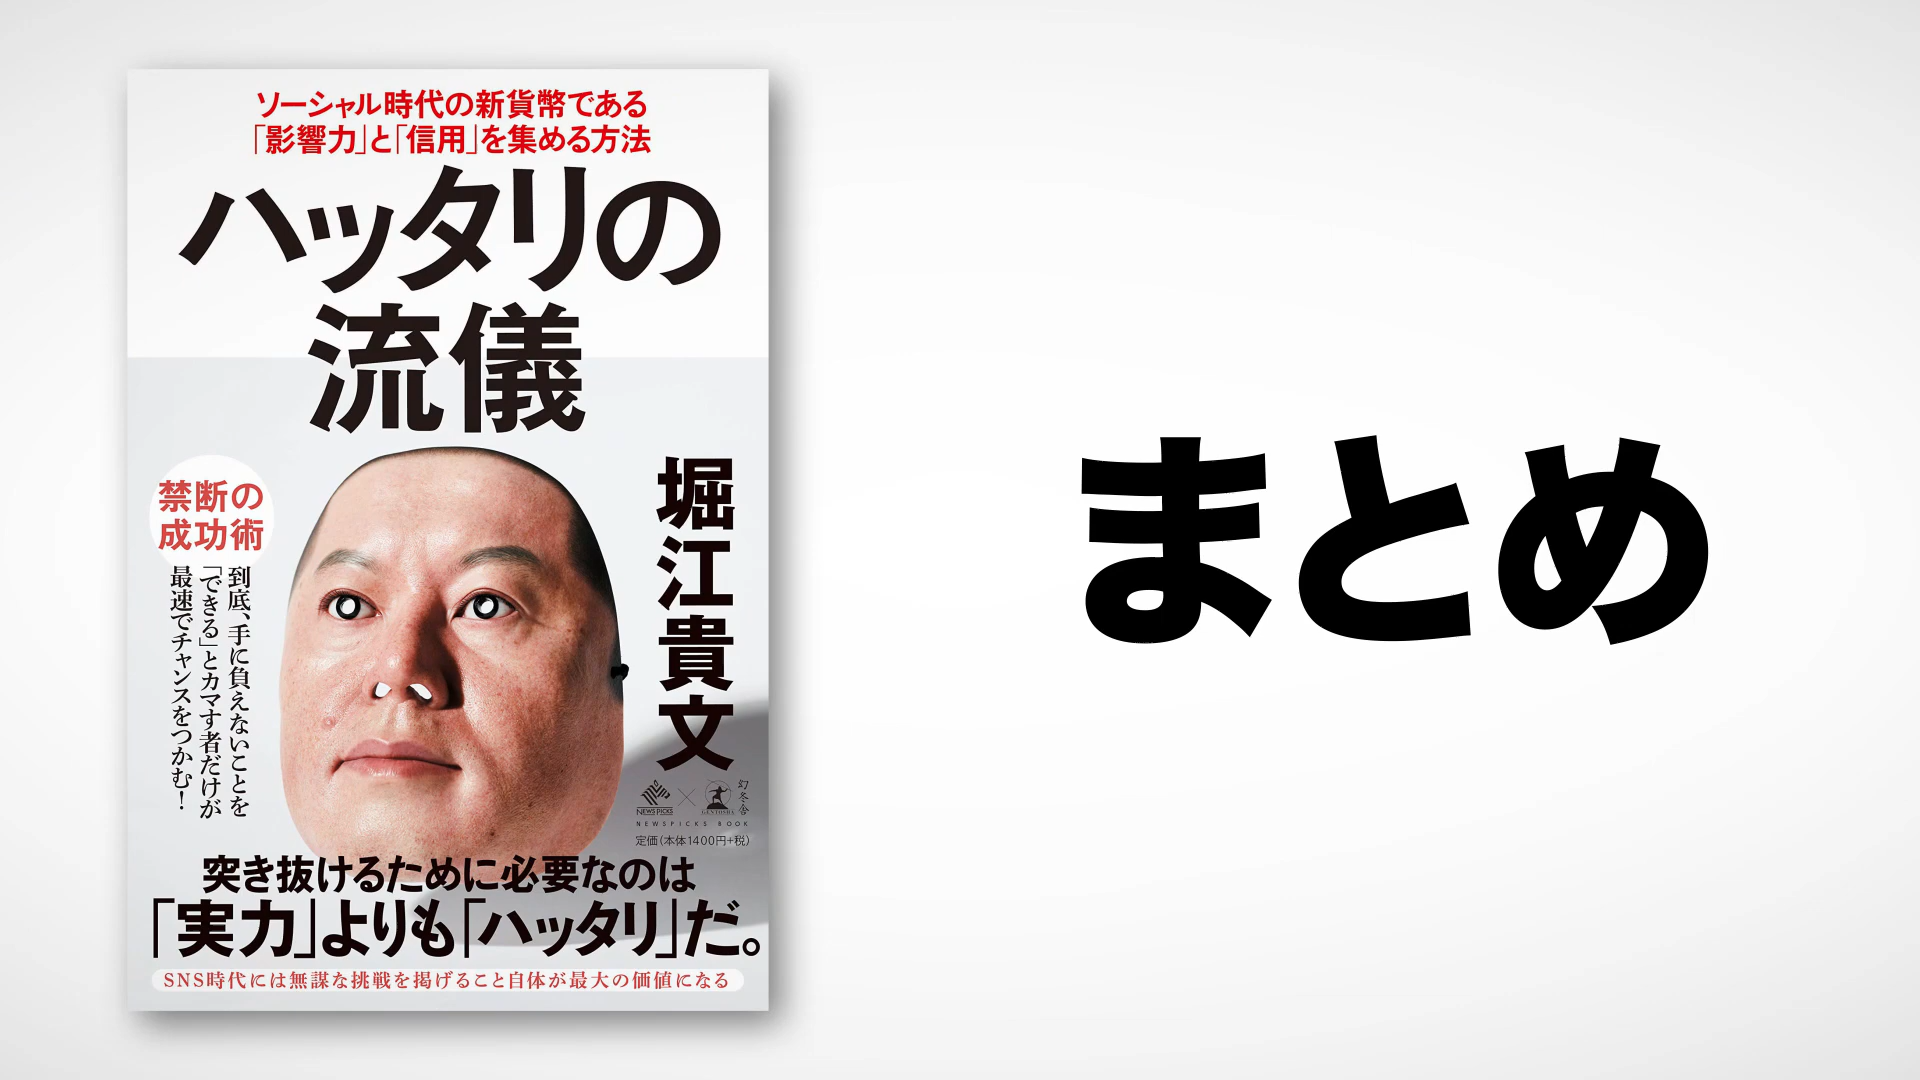 ソーシャル時代の新貨幣である
「影響力」と「信用」を集める方法
ハッタリの
流儀
堀江貴文
禁断の
成功術
到底、手に負えないことを
「できる」とカマす者だけが
最速でチャンスをつかむ!
NEWS PICKS
GENTOSHA
幻冬舎
NEWSPICKS BOOK
定価(本体1400円+税)
突き抜けるために必要なのは
「実力」よりも「ハッタリ」だ。
SNS時代には無謀な挑戦を掲げること自体が最大の価値になる
まとめ